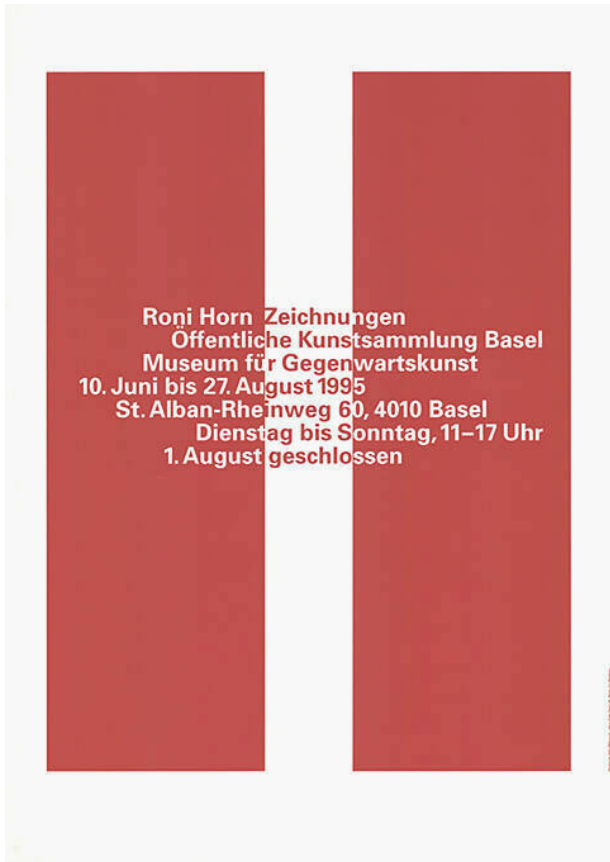 Roni Horn Zeichnungen
Öffentliche Kunstsammlung Basel
Museum für Gegenwartskunst
10. Juni bis 27. August 1995
St. Alban-Rheinweg 60, 4010 Basel
Dienstag bis Sonntag, 11–17 Uhr
1. August geschlossen